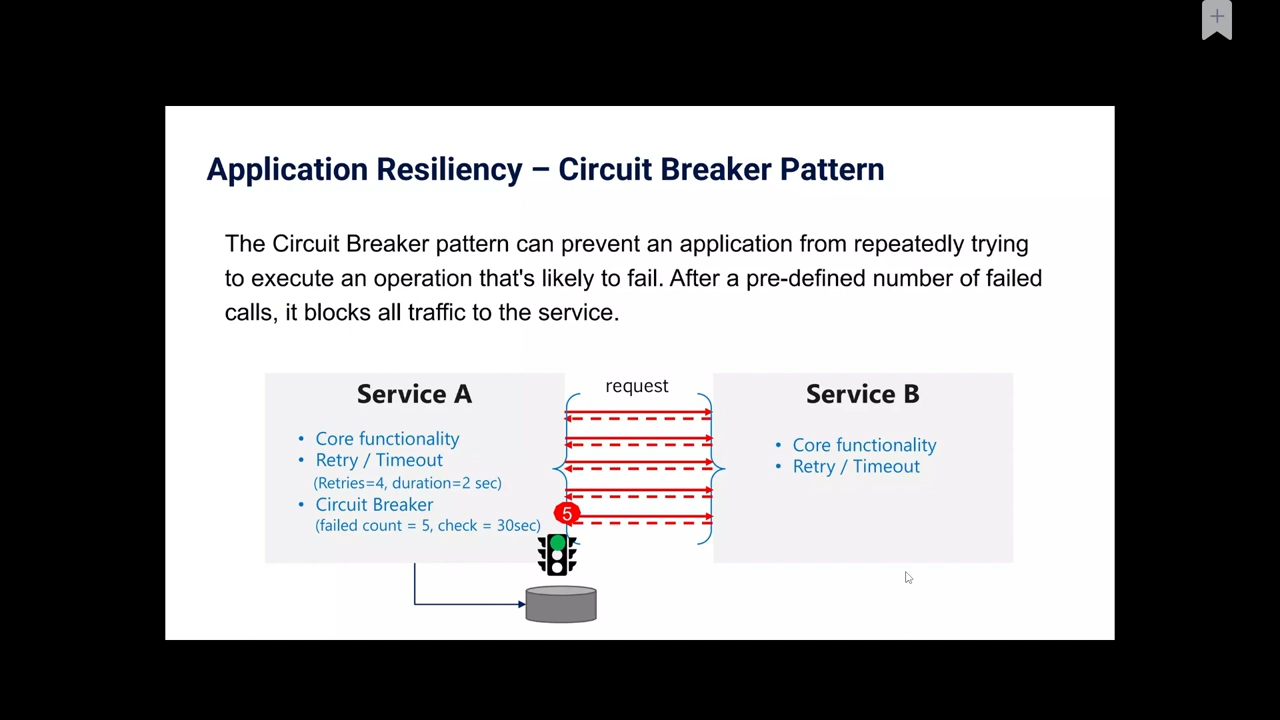 Application Resiliency – Circuit Breaker Pattern
The Circuit Breaker pattern can prevent an application from repeatedly trying
to execute an operation that's likely to fail. After a pre-defined number of failed
calls, it blocks all traffic to the service.
Service A
• Core functionality
• Retry / Timeout
(Retries=4, duration=2 sec)
• Circuit Breaker
(failed count = 5, check = 30sec)
request
5
Service B
• Core functionality
• Retry / Timeout